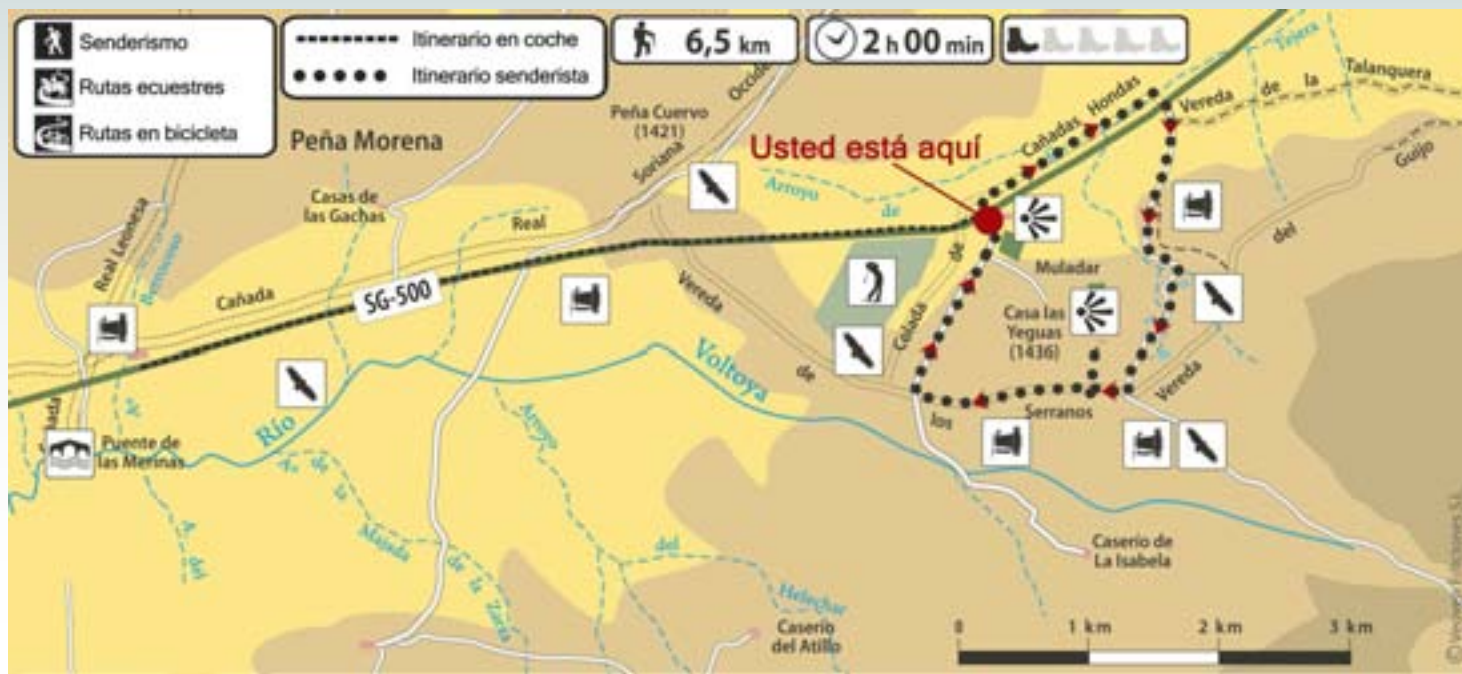 Senderismo
Rutas ecuestres
Rutas en bicicleta
Itinerario en coche
Itinerario senderista
6,5 km
2 h 00 min
Peña Morena
Peña Cuervo
(1421)
Soriana
Occide
Usted está aquí
Arroyo
de
Cañadas
Hondas
Tejera
Vereda de la Talanquera
Guijo
del
Vereda
Casas de
las Gachas
Real Leonesa
Cañada
Real
SG-500
Vereda
de
los
Serranos
Colada
de
Muladar
Casa las
Yeguas
(1436)
Río
Voltoya
Puente de
las Merinas
A. del
Aº de la Majada de la Zarza
Arroyo
del
Helechar
Caserío
del Atillo
Caserío de
La Isabela
0
1 km
2 km
3 km